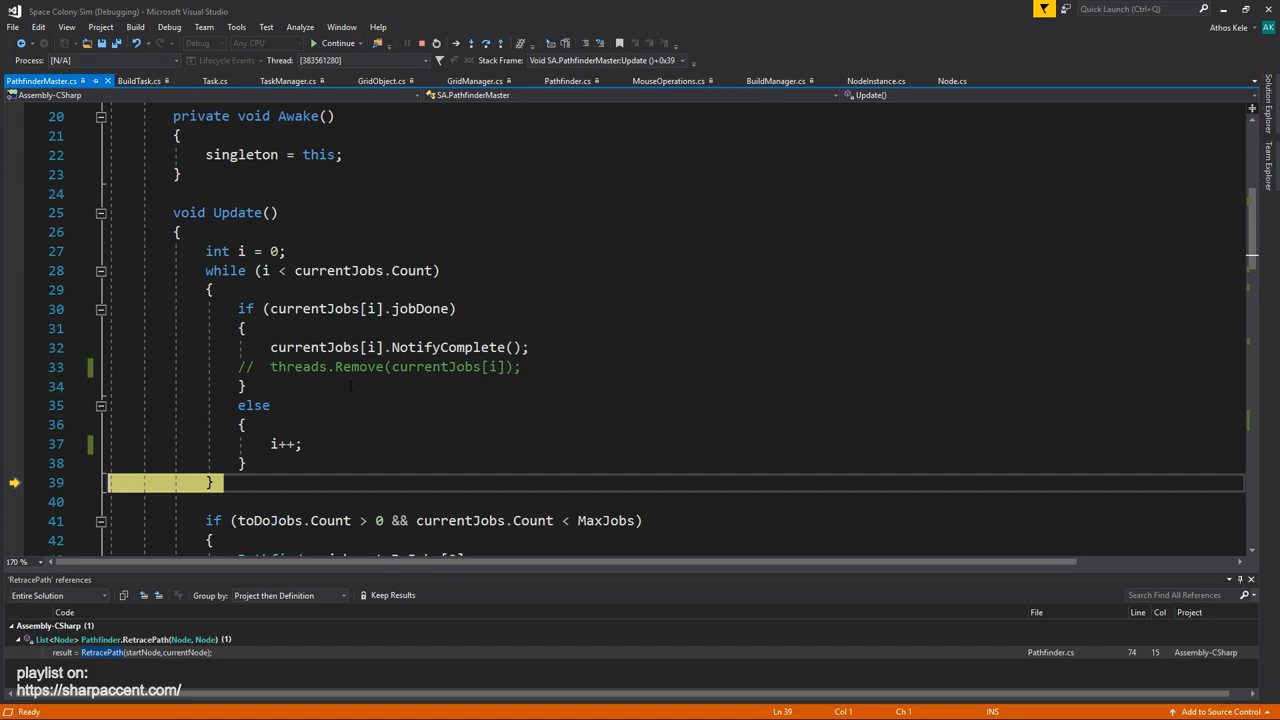 Space Colony Sim (Debugging) - Microsoft Visual Studio
Quick Launch (Ctrl+Q)
File Edit View Project Build Debug Team Tools Test Analyze Window Help
Athos Kele AK
Debug Any CPU Continue
Process: [N/A] Lifecycle Events Thread: [383561280] Stack Frame: Void SA.PathfinderMaster:Update ()+0x39
PathfinderMaster.cs BuildTask.cs Task.cs TaskManager.cs GridObject.cs GridManager.cs Pathfinder.cs MouseOperations.cs BuildManager.cs NodeInstance.cs Node.cs
Assembly-CSharp SA.PathfinderMaster Update()
Solution Explorer
Team Explorer
20 private void Awake()
21 {
22 singleton = this;
23 }
24
25 void Update()
26 {
27 int i = 0;
28 while (i < currentJobs.Count)
29 {
30 if (currentJobs[i].jobDone)
31 {
32 currentJobs[i].NotifyComplete();
33 // threads.Remove(currentJobs[i]);
34 }
35 else
36 {
37 i++;
38 }
39 }
40
41 if (toDoJobs.Count > 0 && currentJobs.Count < MaxJobs)
42 {
170 %
'RetracePath' references
Entire Solution Group by: Project then Definition Keep Results Search Find All References
Code File Line Col Project
Assembly-CSharp (1)
List<Node> Pathfinder.RetracePath(Node, Node) (1)
result = RetracePath(startNode,currentNode); Pathfinder.cs 74 15 Assembly-CSharp
playlist on:
https://sharpaccent.com/
Ready Ln 39 Col 1 Ch 1 INS Add to Source Control